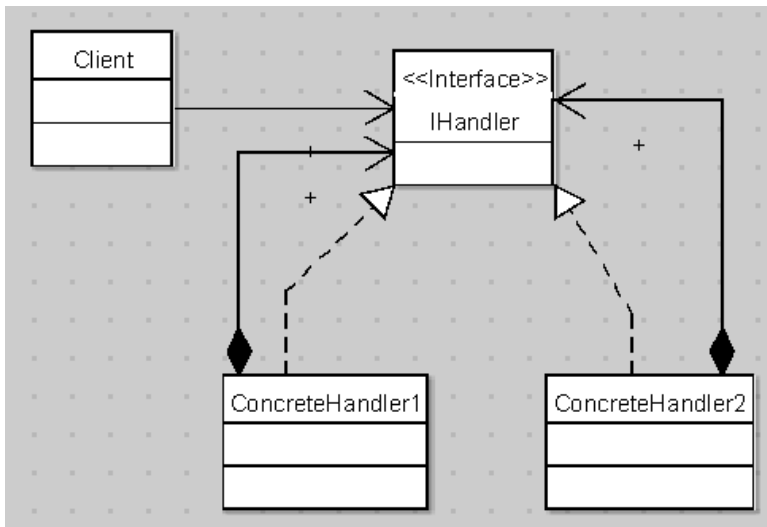 Client
<<Interface>>
IHandler
+
+
+
ConcreteHandler1
ConcreteHandler2